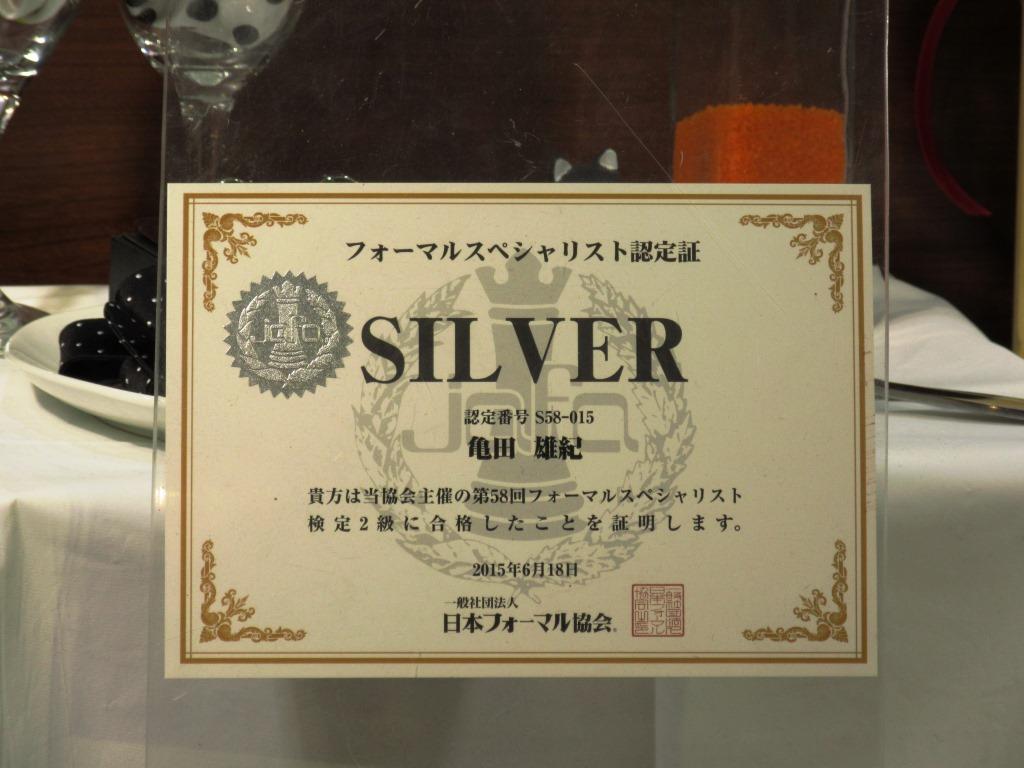 フォーマルスペシャリスト認定証
jafa
SILVER
jafa
認定番号 S58-015
亀田 雄紀
貴方は当協会主催の第58回フォーマルスペシャリスト
検定2級に合格したことを証明します。
2015年6月18日
一般社団法人
日本フォーマル協会®